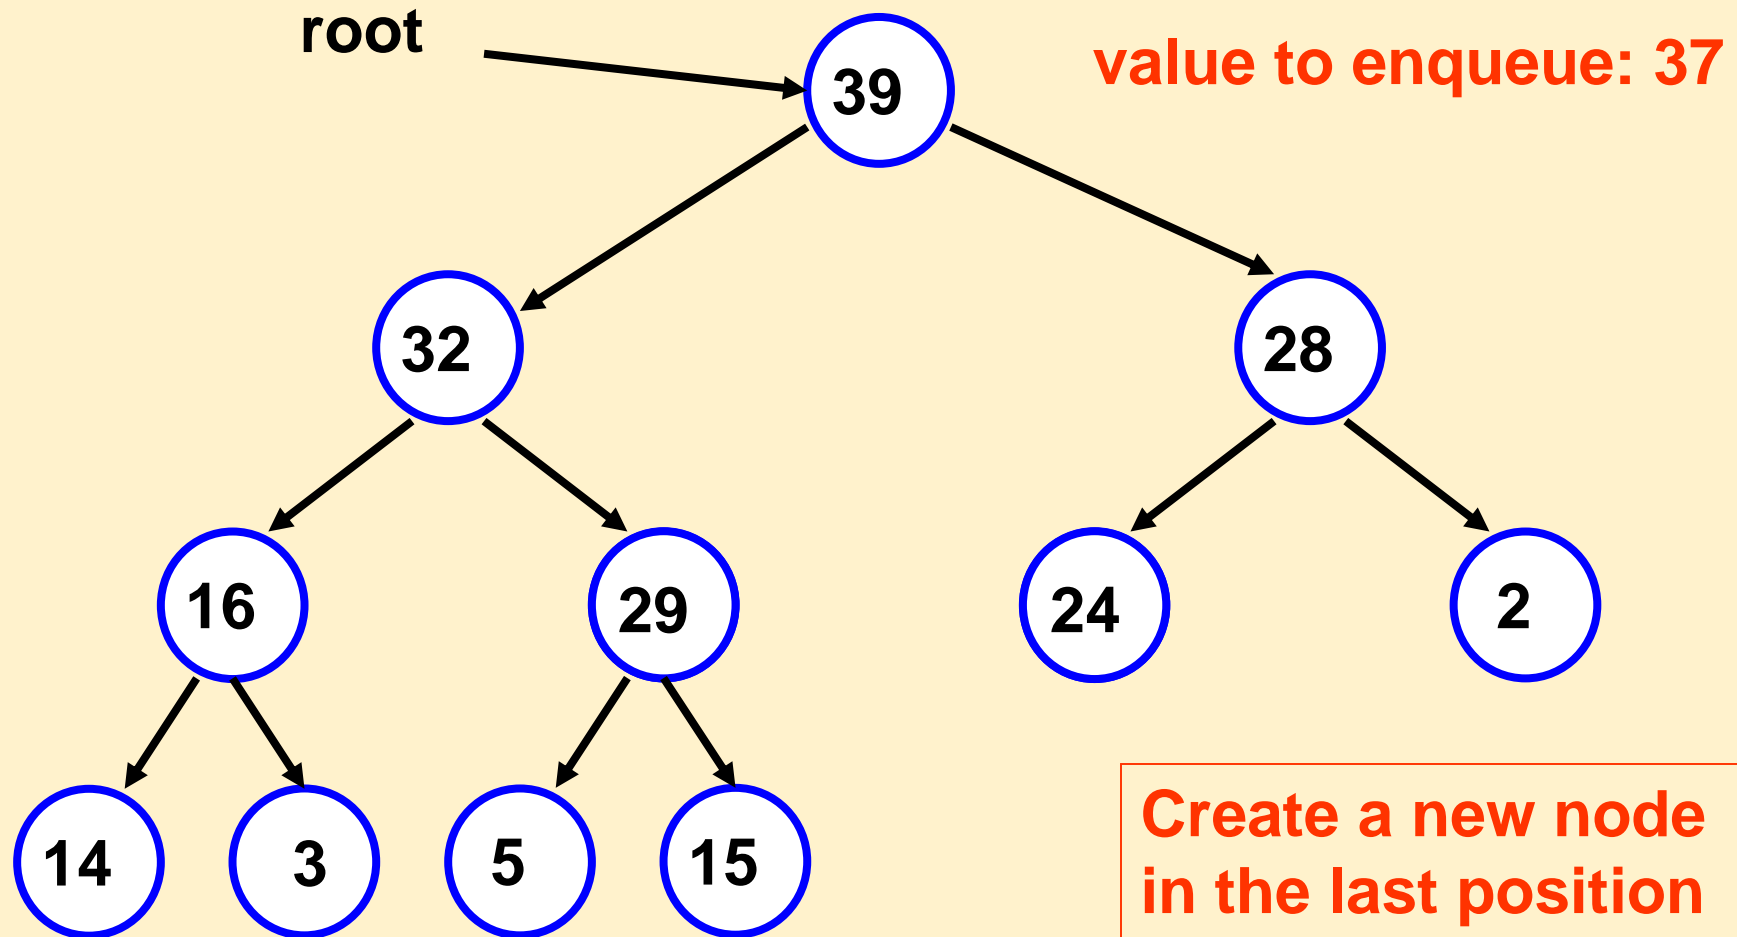 root
value to enqueue: 37
39
32
28
16
29
24
2
14
3
5
15
Create a new node
in the last position